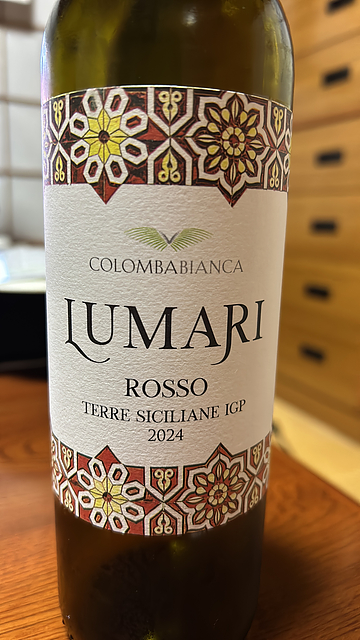 COLOMBABIANCA
LUMARI
ROSSO
TERRE SICILIANE IGP
2024